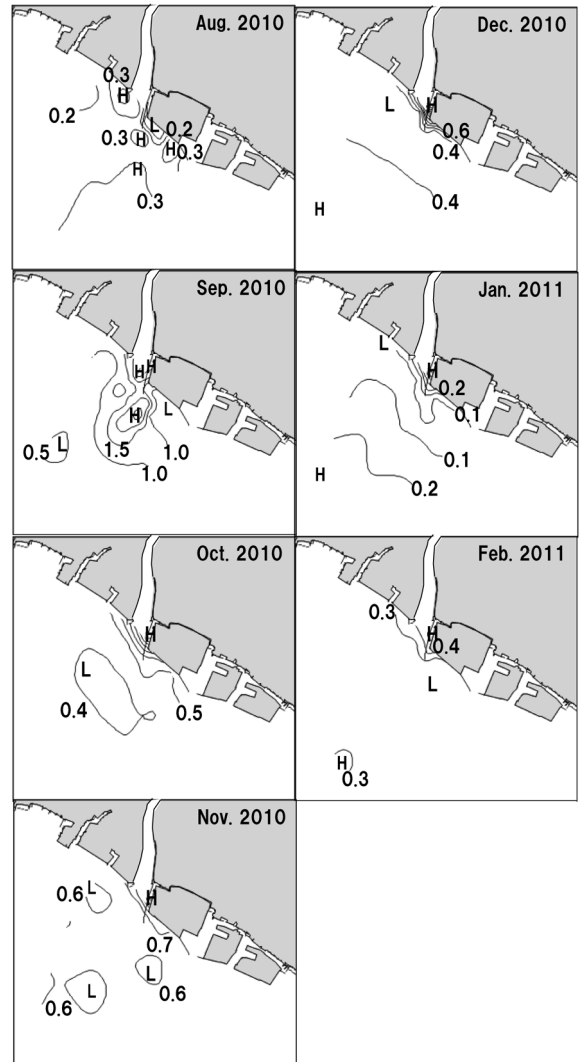 Aug. 2010
0.3
H
0.2
L
0.2
0.3
H
H
0.3
H
0.3
Dec. 2010
L
H
0.6
0.4
0.4
H
Sep. 2010
H
H
L
H
0.5
L
1.5
1.0
1.0
Jan. 2011
L
H
0.2
0.1
0.1
H
0.2
Oct. 2010
H
L
0.4
0.5
Feb. 2011
0.3
H
0.4
L
H
0.3
Nov. 2010
0.6
L
H
0.7
L
0.6
L
0.6